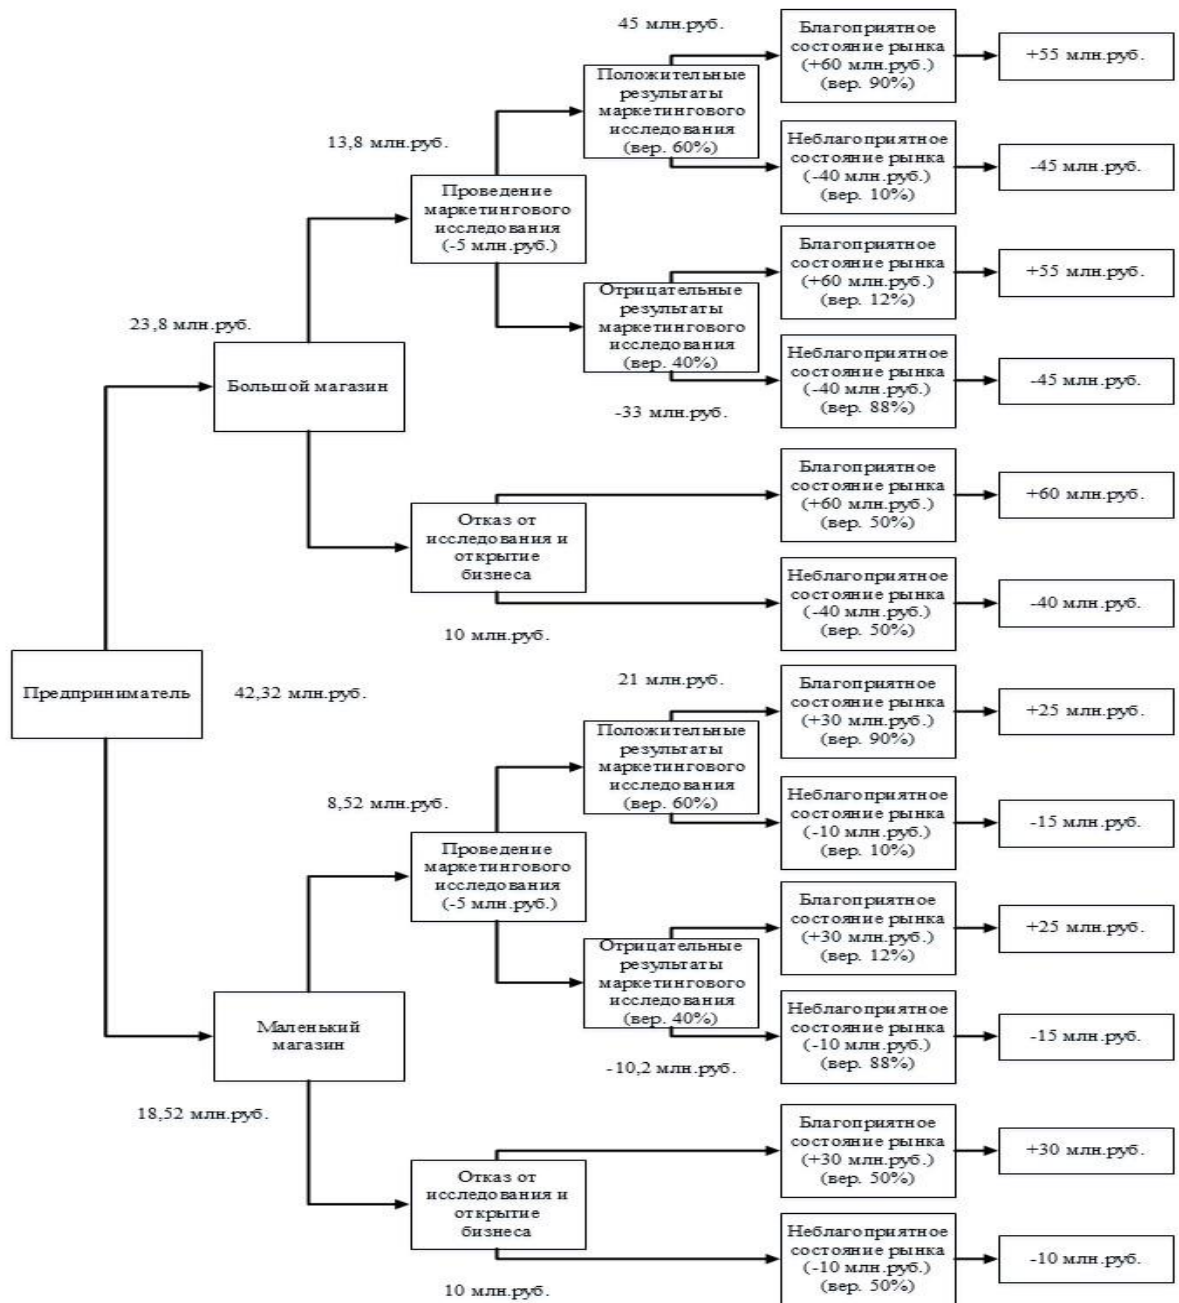 45 млн.руб.
Благоприятное
состояние рынка
(+60 млн.руб.)
(вер. 90%)
+55 млн.руб.
Положительные
результаты
маркетингового
исследования
(вер. 60%)
13,8 млн.руб.
Неблагоприятное
состояние рынка
(-40 млн.руб.)
(вер. 10%)
-45 млн.руб.
Проведение
маркетингового
исследования
(-5 млн.руб.)
Благоприятное
состояние рынка
(+60 млн.руб.)
(вер. 12%)
+55 млн.руб.
Отрицательные
результаты
маркетингового
исследования
(вер. 40%)
23,8 млн.руб.
Большой магазин
Неблагоприятное
состояние рынка
(-40 млн.руб.)
(вер. 88%)
-45 млн.руб.
-33 млн.руб.
Благоприятное
состояние рынка
(+60 млн.руб.)
(вер. 50%)
+60 млн.руб.
Отказ от
исследования и
открытие
бизнеса
Неблагоприятное
состояние рынка
(-40 млн.руб.)
(вер. 50%)
-40 млн.руб.
10 млн.руб.
Предприниматель
42,32 млн.руб.
21 млн.руб.
Благоприятное
состояние рынка
(+30 млн.руб.)
(вер. 90%)
+25 млн.руб.
Положительные
результаты
маркетингового
исследования
(вер. 60%)
8,52 млн.руб.
Неблагоприятное
состояние рынка
(-10 млн.руб.)
(вер. 10%)
-15 млн.руб.
Проведение
маркетингового
исследования
(-5 млн.руб.)
Благоприятное
состояние рынка
(+30 млн.руб.)
(вер. 12%)
+25 млн.руб.
Отрицательные
результаты
маркетингового
исследования
(вер. 40%)
Маленький
магазин
Неблагоприятное
состояние рынка
(-10 млн.руб.)
(вер. 88%)
-15 млн.руб.
-10,2 млн.руб.
18,52 млн.руб.
Благоприятное
состояние рынка
(+30 млн.руб.)
(вер. 50%)
+30 млн.руб.
Отказ от
исследования и
открытие
бизнеса
Неблагоприятное
состояние рынка
(-10 млн.руб.)
(вер. 50%)
-10 млн.руб.
10 млн.руб.